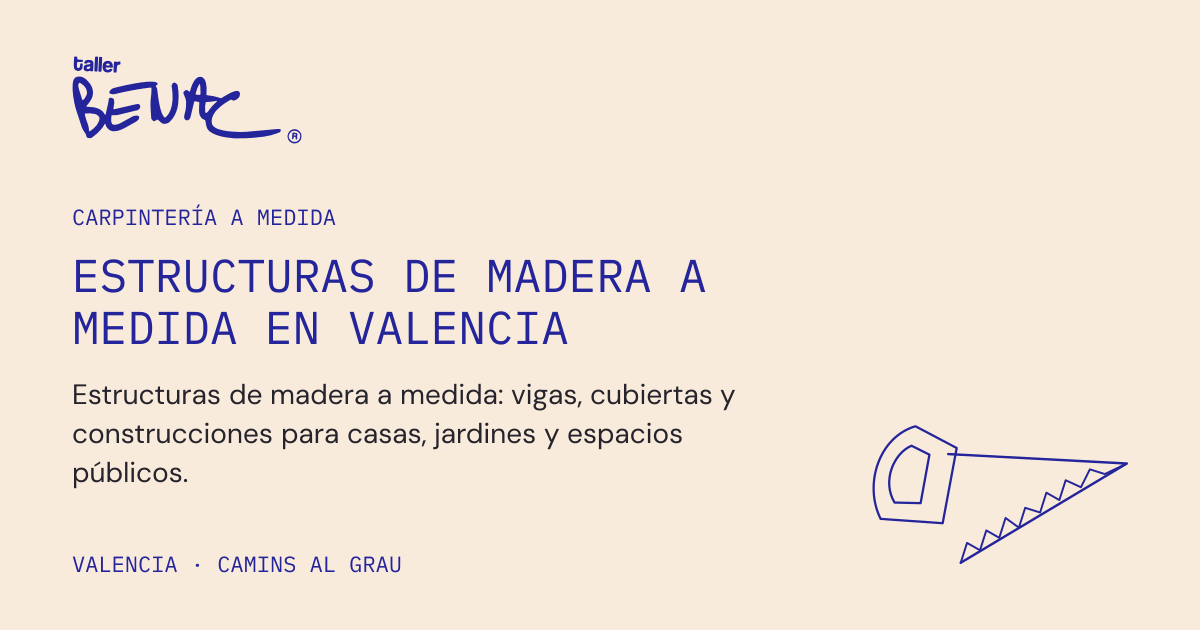 taller
BENAC ®
CARPINTERÍA A MEDIDA
ESTRUCTURAS DE MADERA A
MEDIDA EN VALENCIA
Estructuras de madera a medida: vigas, cubiertas y
construcciones para casas, jardines y espacios
públicos.
VALENCIA · CAMINS AL GRAU